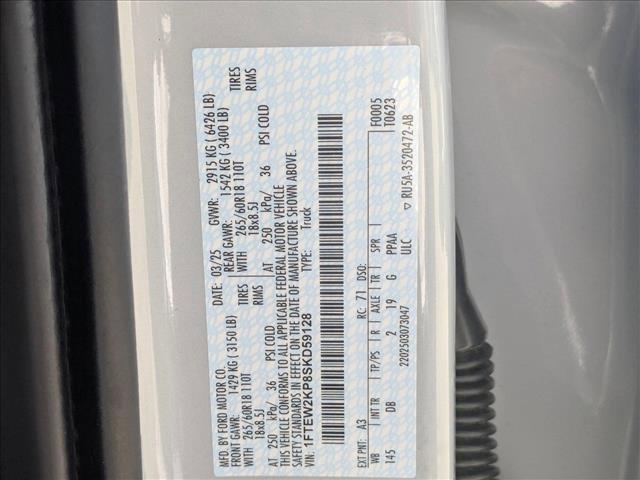 MFD. BY FORD MOTOR CO. DATE: 03/25 GVWR: 2915 KG ( 6426 LB)
FRONT GAWR: 1429 KG ( 3150 LB) REAR GAWR: 1542 KG ( 3400 LB)
WITH 265/60R18 110T TIRES WITH 265/60R18 110T TIRES
18x8.5J RIMS 18x8.5J RIMS
AT 250 kPa/ 36 PSI COLD AT 250 kPa/ 36 PSI COLD
THIS VEHICLE CONFORMS TO ALL APPLICABLE FEDERAL MOTOR VEHICLE
SAFETY STANDARDS IN EFFECT ON THE DATE OF MANUFACTURE SHOWN ABOVE.
VIN: 1FTEW2KP8SKD59128 TYPE: Truck
EXT PNT: A3 RC: 71 DSO: F0005
WB INT TR TP/PS R AXLE TR SPR T0623
145 DB 2 19 G PPAA
ULC
2202503073047 ▽ RU5A-3520472-AB